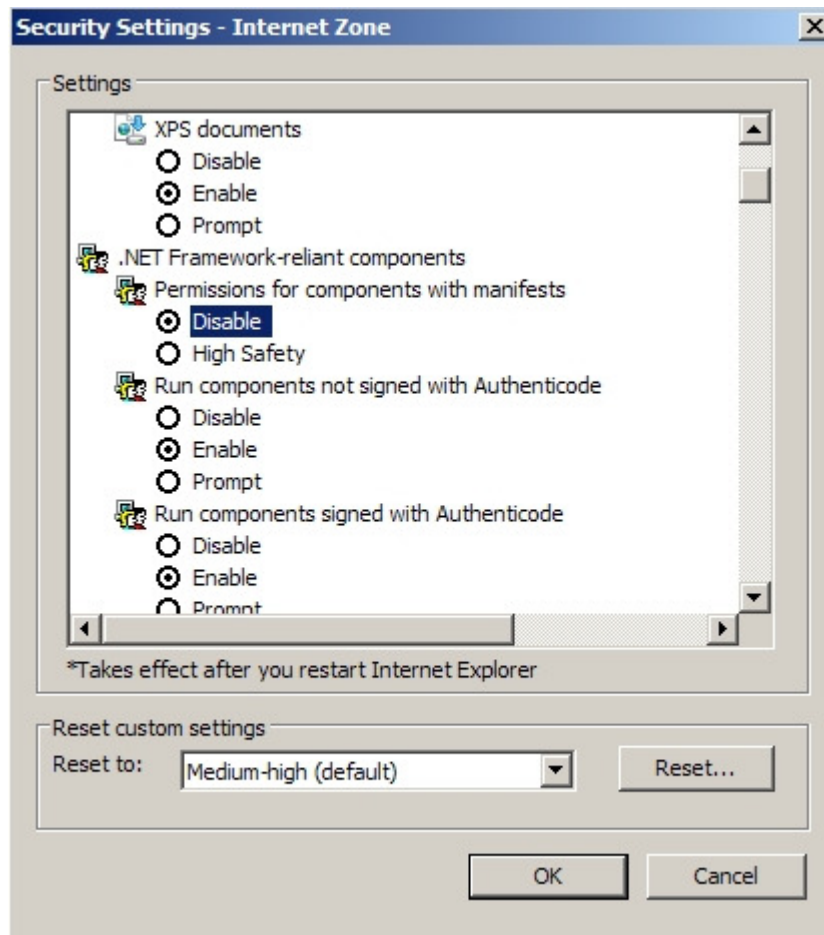 Security Settings - Internet Zone
Settings
XPS documents
Disable
Enable
Prompt
.NET Framework-reliant components
Permissions for components with manifests
Disable
High Safety
Run components not signed with Authenticode
Disable
Enable
Prompt
Run components signed with Authenticode
Disable
Enable
Prompt
*Takes effect after you restart Internet Explorer
Reset custom settings
Reset to: Medium-high (default) Reset...
OK Cancel